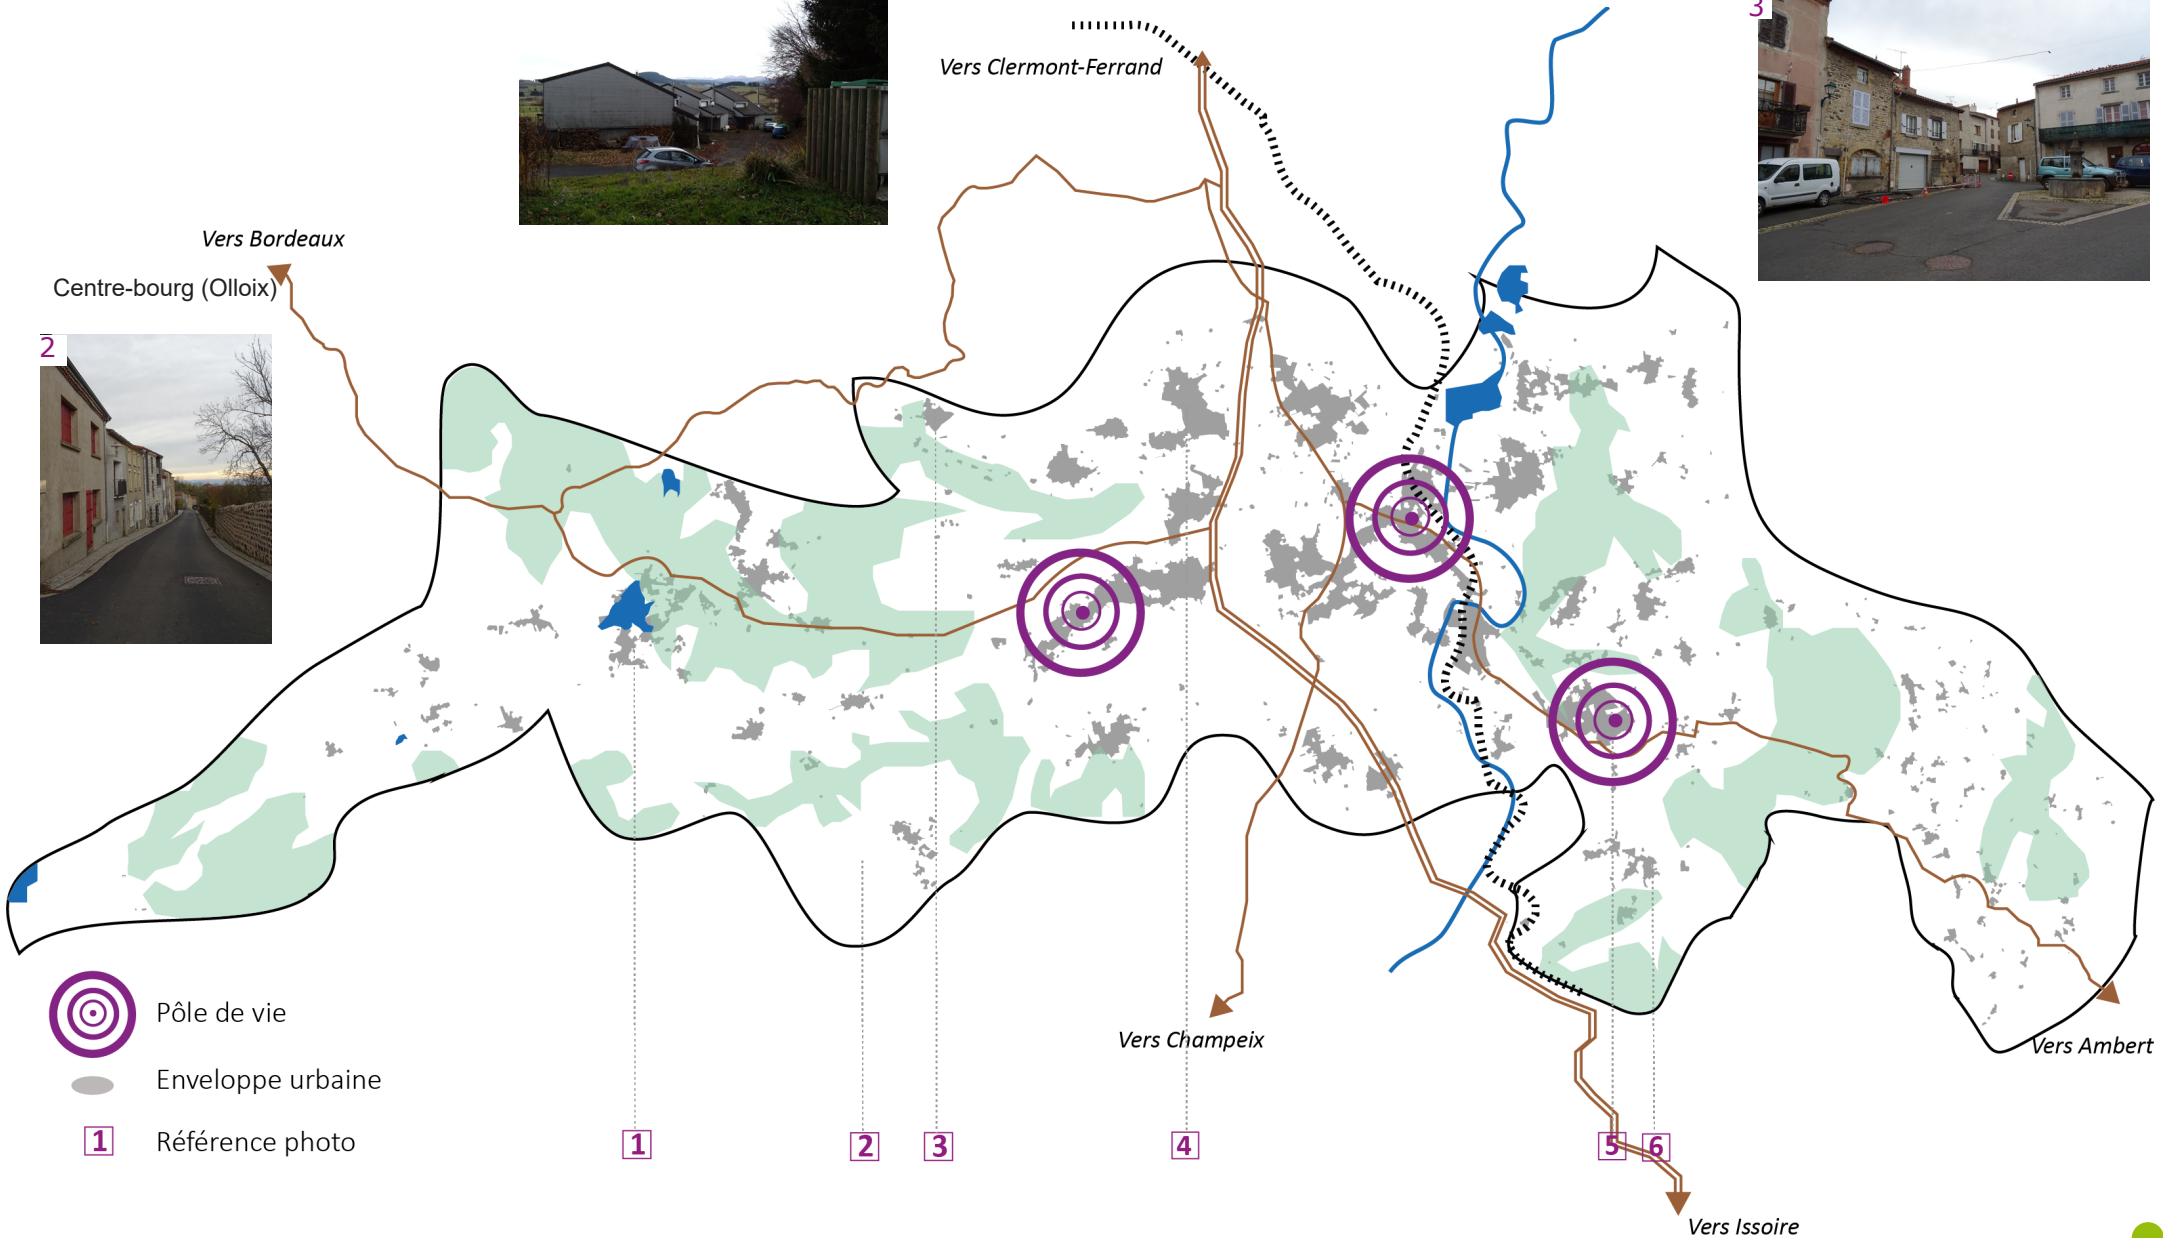 3
Vers Clermont-Ferrand
Vers Bordeaux
Centre-bourg (Olloix)
2
Pôle de vie
Vers Champeix
Vers Ambert
Enveloppe urbaine
1 Référence photo
1
2
3
4
5
6
Vers Issoire